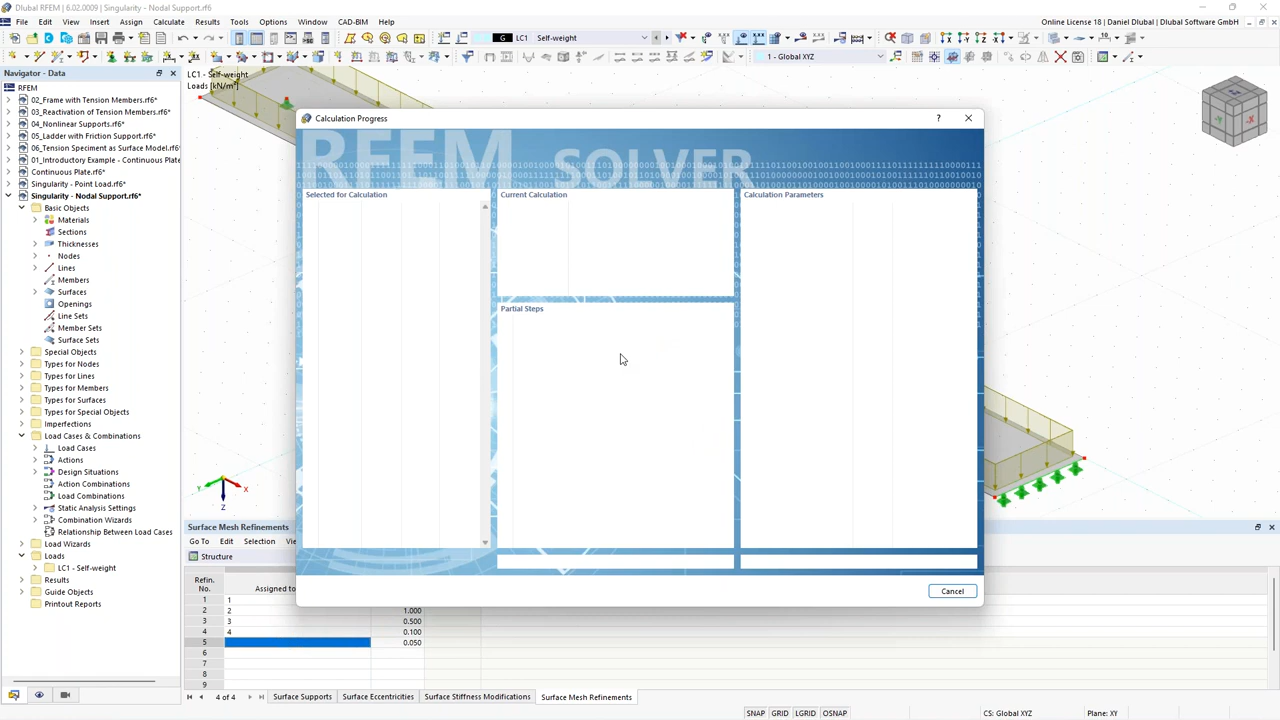 Dlubal RFEM | 6.02.0009 | Singularity - Nodal Support.rf6
File Edit View Insert Assign Calculate Results Tools Options Window CAD-BIM Help
Online License 18 | Daniel Dlubal | Dlubal Software GmbH
G LC1 Self-weight
1 - Global XYZ
Navigator - Data
RFEM
02_Frame with Tension Members.rf6*
03_Reactivation of Tension Members.rf6*
04_Nonlinear Supports.rf6*
05_Ladder with Friction Support.rf6*
06_Tension Speciment as Surface Model.rf6*
01_Introductory Example - Continuous Plate
Continuous Plate.rf6*
Singularity - Point Load.rf6*
Singularity - Nodal Support.rf6*
Basic Objects
Materials
Sections
Thicknesses
Nodes
Lines
Members
Surfaces
Openings
Line Sets
Member Sets
Surface Sets
Special Objects
Types for Nodes
Types for Lines
Types for Members
Types for Surfaces
Types for Special Objects
Imperfections
Load Cases & Combinations
Load Cases
Actions
Design Situations
Action Combinations
Load Combinations
Static Analysis Settings
Combination Wizards
Relationship Between Load Cases
Load Wizards
Loads
LC1 - Self-weight
Results
Guide Objects
Printout Reports
LC1 - Self-weight
Loads [kN/m²]
Calculation Progress
?
RFEM SOLVER
Selected for Calculation
Current Calculation
Calculation Parameters
Partial Steps
Cancel
-Y
-X
Y X
Z
Surface Mesh Refinements
Go To Edit Selection
Structure
Refin.
No. Assigned to
1 1
2 2 1.000
3 3 0.500
4 4 0.100
5 0.050
6
7
8
9
4 of 4
Surface Supports Surface Eccentricities Surface Stiffness Modifications Surface Mesh Refinements
SNAP GRID LGRID OSNAP
CS: Global XYZ Plane: XY